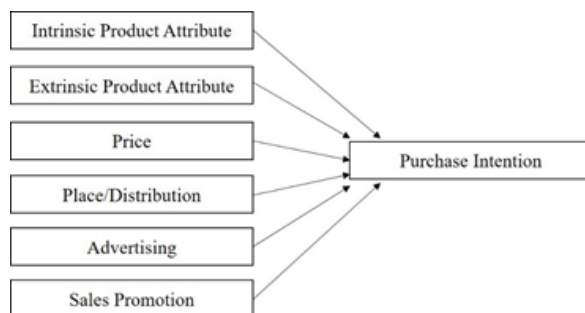 Intrinsic Product Attribute
Extrinsic Product Attribute
Price
Purchase Intention
Place/Distribution
Advertising
Sales Promotion